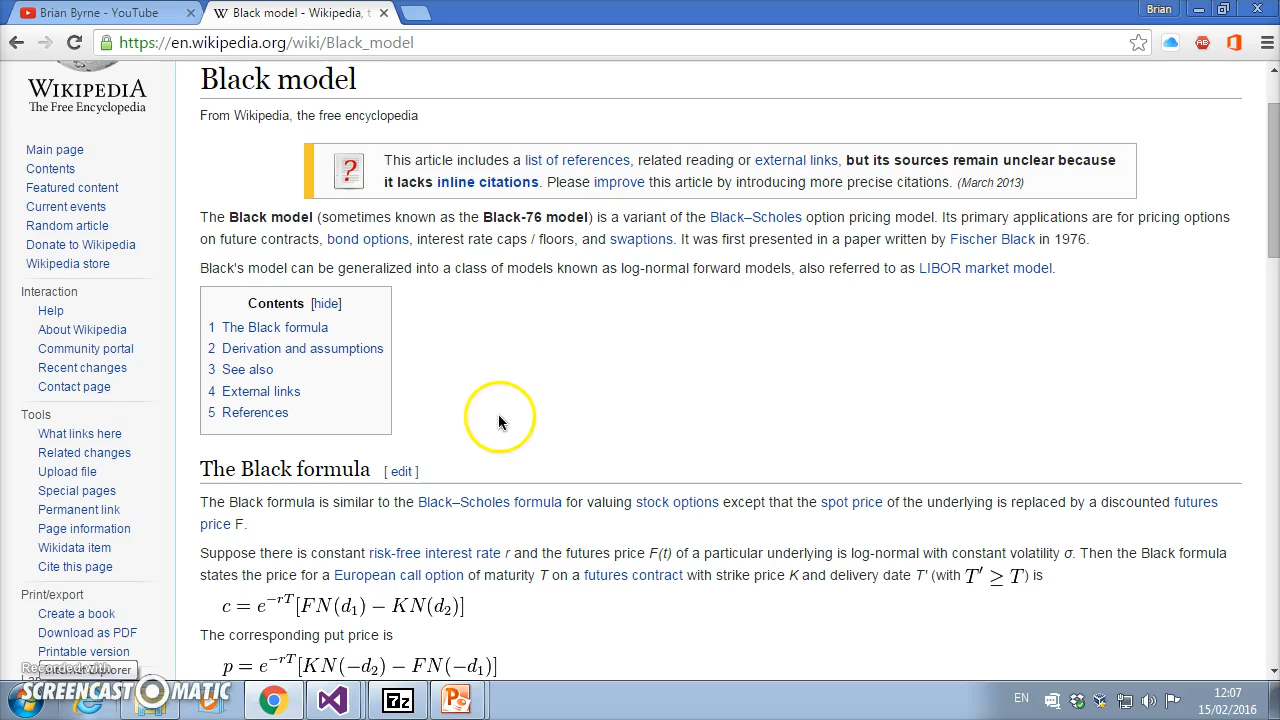 Brian Byrne - YouTube
Black model - Wikipedia, t
Brian
https://en.wikipedia.org/wiki/Black_model
WIKIPEDIA
The Free Encyclopedia
Main page
Contents
Featured content
Current events
Random article
Donate to Wikipedia
Wikipedia store
Interaction
Help
About Wikipedia
Community portal
Recent changes
Contact page
Tools
What links here
Related changes
Upload file
Special pages
Permanent link
Page information
Wikidata item
Cite this page
Print/export
Create a book
Download as PDF
Printable version
Black model
From Wikipedia, the free encyclopedia
This article includes a list of references, related reading or external links, but its sources remain unclear because
it lacks inline citations. Please improve this article by introducing more precise citations. (March 2013)
The Black model (sometimes known as the Black-76 model) is a variant of the Black–Scholes option pricing model. Its primary applications are for pricing options
on future contracts, bond options, interest rate caps / floors, and swaptions. It was first presented in a paper written by Fischer Black in 1976.
Black's model can be generalized into a class of models known as log-normal forward models, also referred to as LIBOR market model.
Contents [hide]
1 The Black formula
2 Derivation and assumptions
3 See also
4 External links
5 References
The Black formula [ edit ]
The Black formula is similar to the Black–Scholes formula for valuing stock options except that the spot price of the underlying is replaced by a discounted futures
price F.
Suppose there is constant risk-free interest rate r and the futures price F(t) of a particular underlying is log-normal with constant volatility σ. Then the Black formula
states the price for a European call option of maturity T on a futures contract with strike price K and delivery date T' (with T′ ≥ T) is
c = e^{−rT}[FN(d₁) − KN(d₂)]
The corresponding put price is
p = e^{−rT}[KN(−d₂) − FN(−d₁)]
Recorded with
Internet Explorer
SCREENCAST MATIC
7z
EN
12:07
15/02/2016